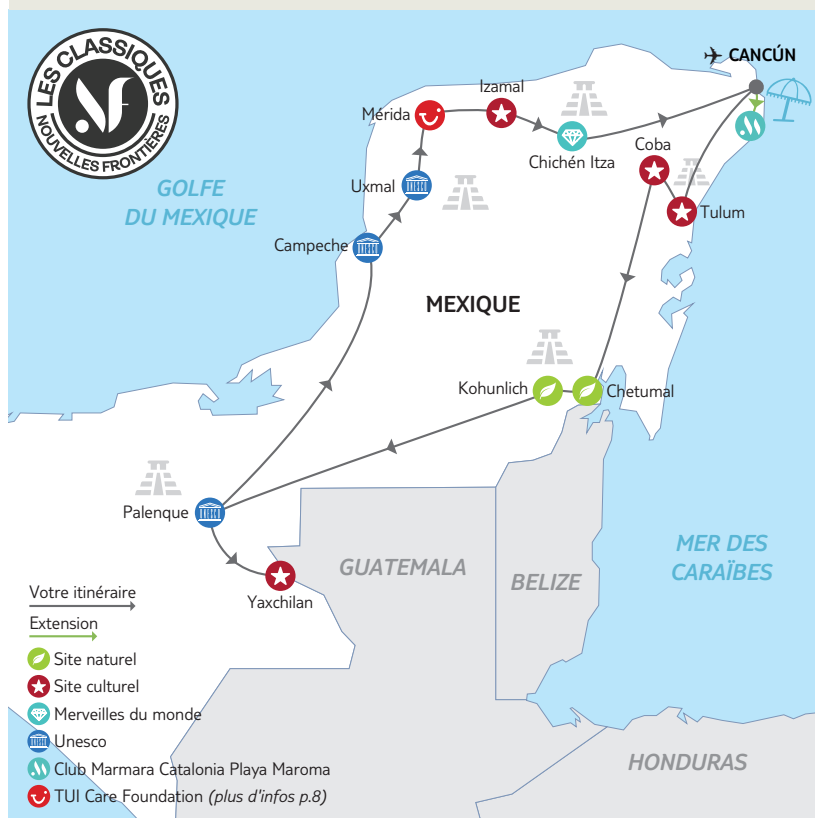 LES CLASSIQUES
NOUVELLES FRONTIÈRES
CANCÚN
Izamal
Mérida
Coba
Chichén Itza
Uxmal
GOLFE
DU MEXIQUE
Tulum
Campeche
MEXIQUE
Kohunlich
Chetumal
Palenque
MER DES
CARAÏBES
GUATEMALA
BELIZE
Yaxchilan
Votre itinéraire
Extension
Site naturel
Site culturel
Merveilles du monde
Unesco
Club Marmara Catalonia Playa Maroma
HONDURAS
TUI Care Foundation (plus d'infos p.8)